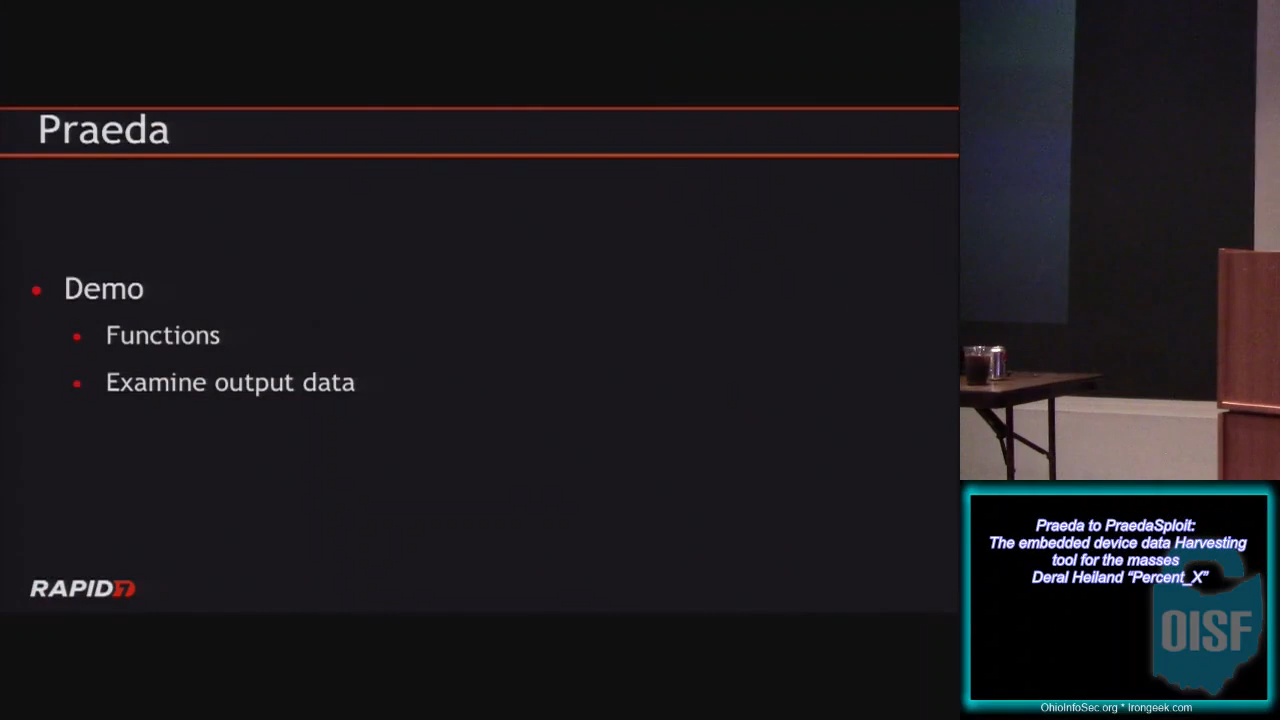 Praeda
• Demo
• Functions
• Examine output data
RAPID7
Praeda to PraedaSploit:
The embedded device data Harvesting
tool for the masses
Deral Heiland “Percent_X”
OISF
OhioInfoSec.org * Irongeek.com